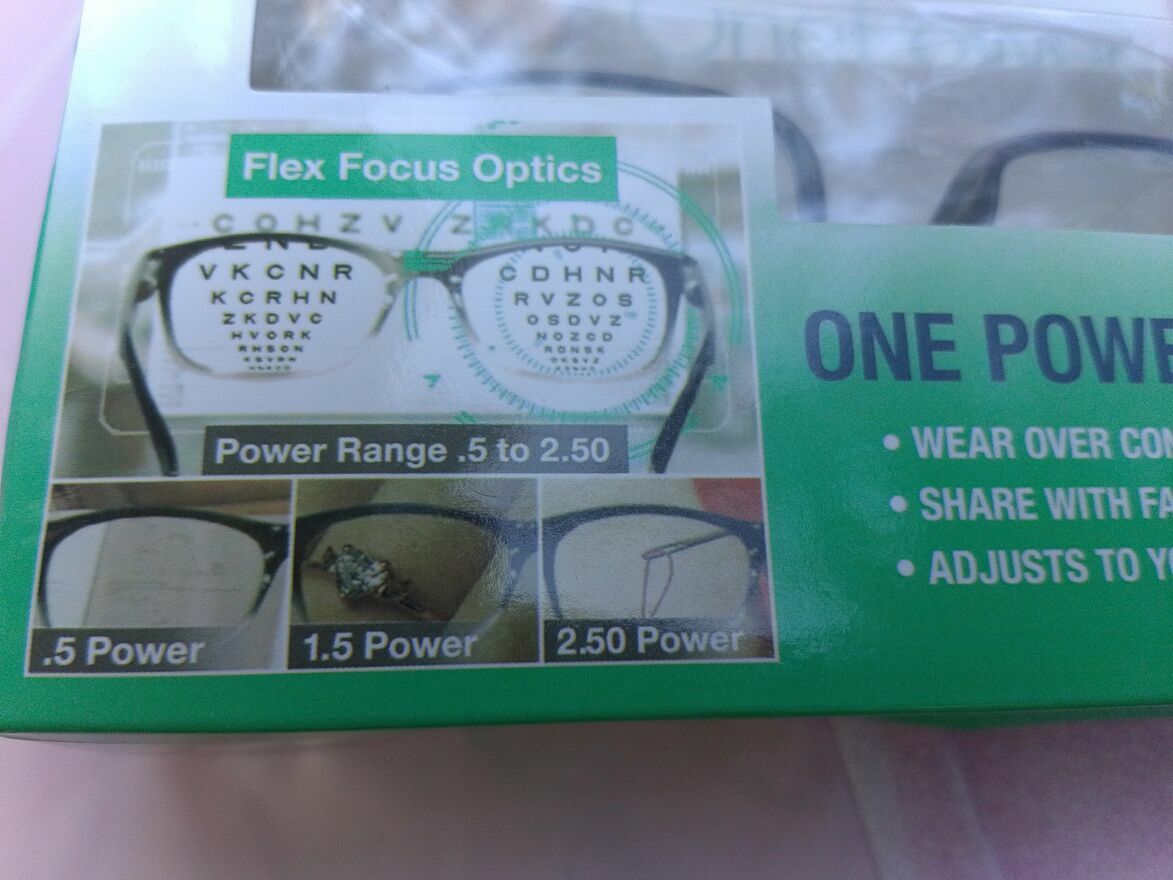 Flex Focus Optics
C O H Z V Z K D C
V K C N R
K C R H N
Z K D V C
H V O R K
R H S O N
C D H N R
R V Z O S
O S D V Z
N O Z C D
R D N S K
O K S V Z
Power Range .5 to 2.50
.5 Power
1.5 Power
2.50 Power
ONE POWE
• WEAR OVER CON
• SHARE WITH FA
• ADJUSTS TO YO